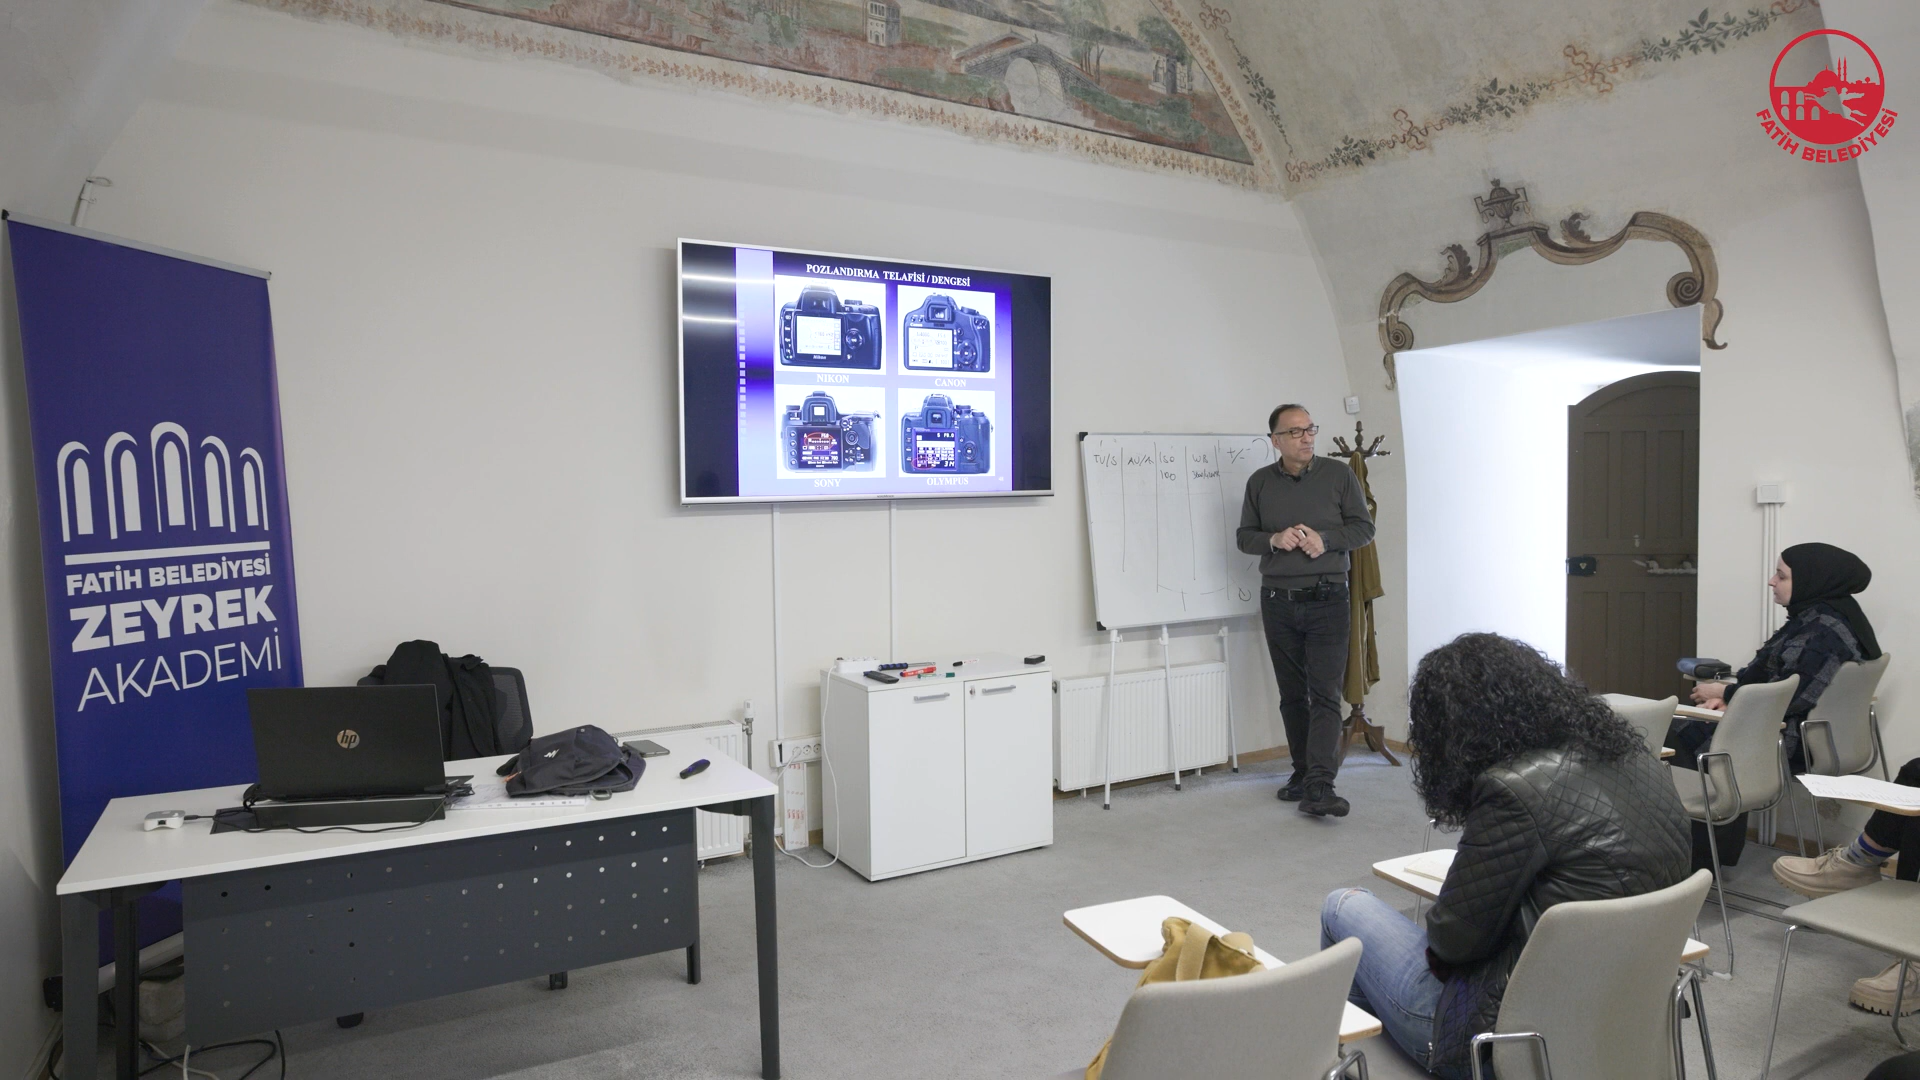 FATİH BELEDİYESİ
POZLANDIRMA TELAFİSİ / DENGESİ
NIKON
CANON
SONY
OLYMPUS
TV/S AV/A ISO WB +/-
100
FATİH BELEDİYESİ
ZEYREK
AKADEMİ
hp